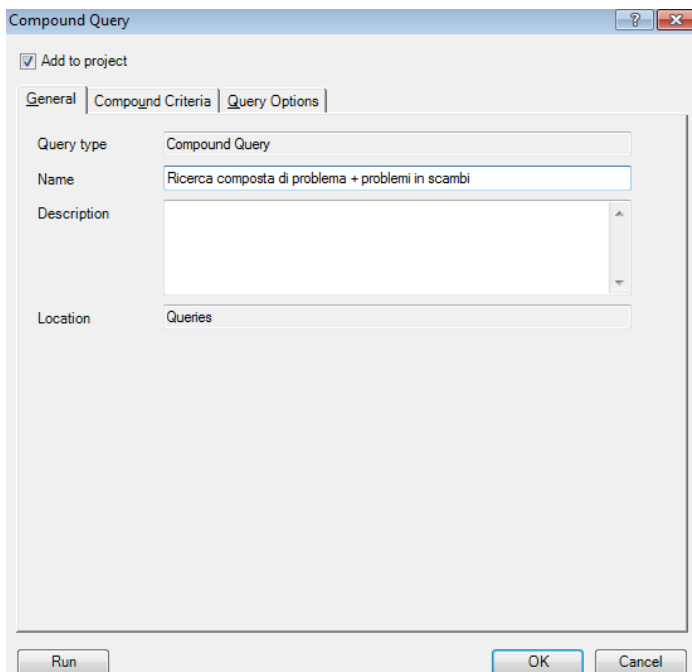 Compound Query
Add to project
General Compound Criteria Query Options
Query type Compound Query
Name Ricerca composta di problema + problemi in scambi
Description
Location Queries
Run OK Cancel